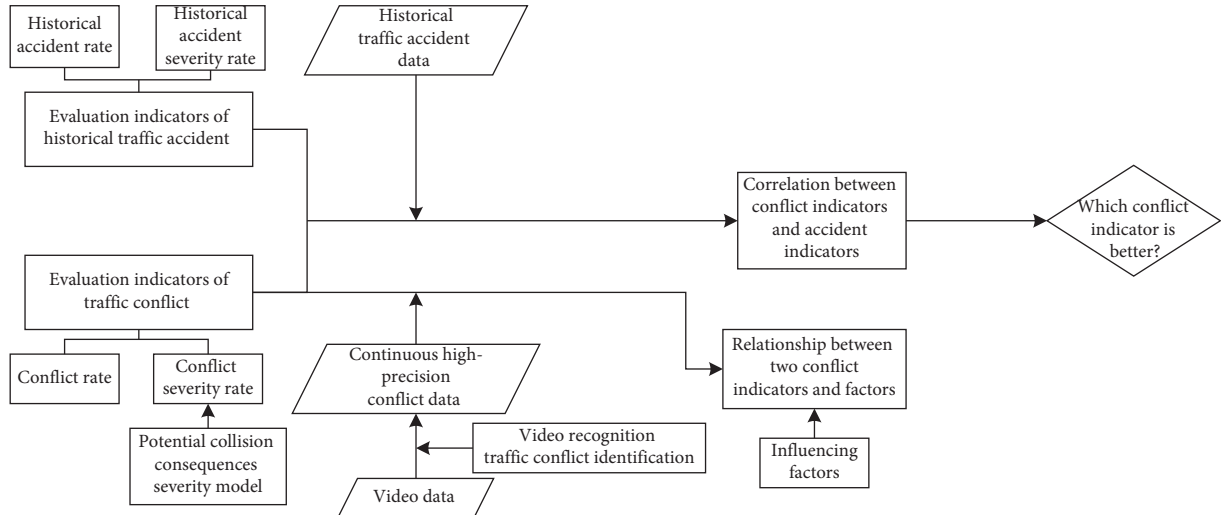 Historical
accident rate
Historical
accident
severity rate
Historical
traffic accident
data
Evaluation indicators of
historical traffic accident
Correlation between
conflict indicators
and accident
indicators
Which conflict
indicator is
better?
Evaluation indicators of
traffic conflict
Conflict rate
Conflict
severity rate
Continuous high-
precision
conflict data
Relationship between
two conflict
indicators and factors
Potential collision
consequences
severity model
Video recognition
traffic conflict identification
Influencing
factors
Video data